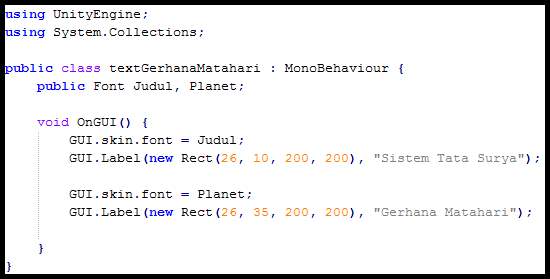 using UnityEngine;
using System.Collections;
public class textGerhanaMatahari : MonoBehaviour {
public Font Judul, Planet;
void OnGUI() {
GUI.skin.font = Judul;
GUI.Label(new Rect(26, 10, 200, 200), "Sistem Tata Surya");
GUI.skin.font = Planet;
GUI.Label(new Rect(26, 35, 200, 200), "Gerhana Matahari");
}
}